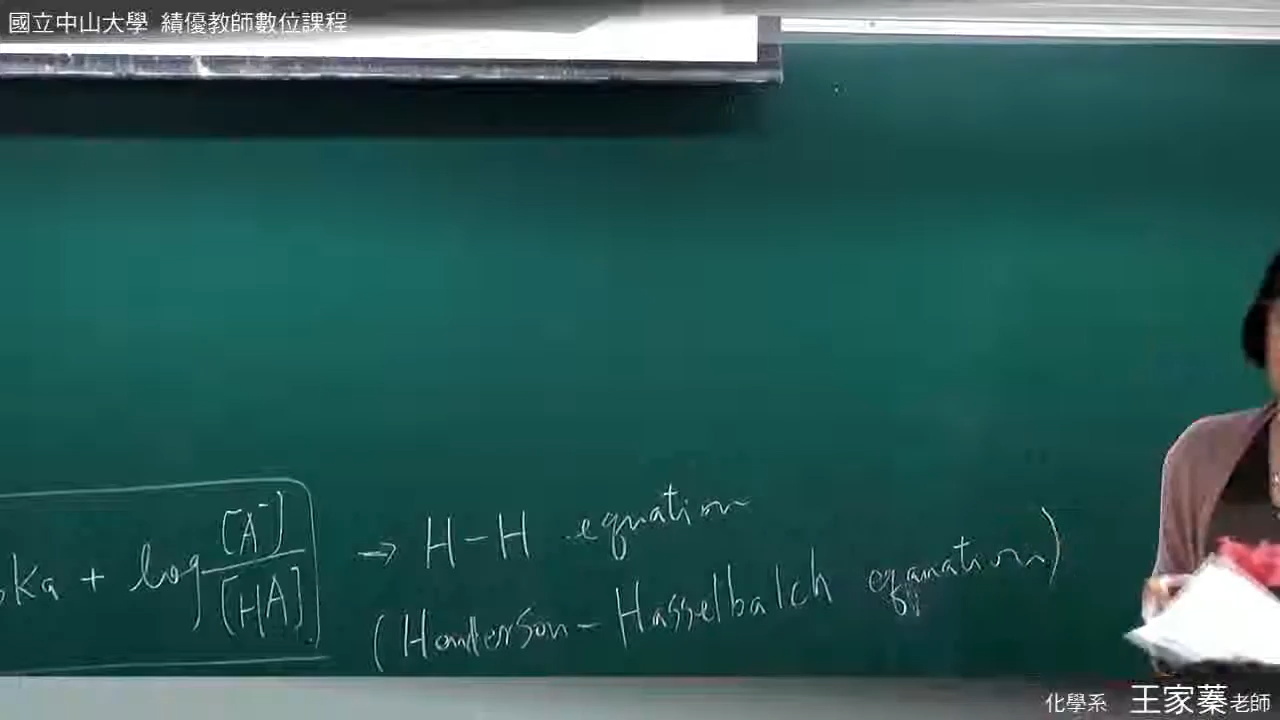 國立中山大學 績優教師數位課程
pKa + log [A⁻]/[HA] → H-H equation
(Henderson-Hasselbalch equation)
化學系 王家蓁老師